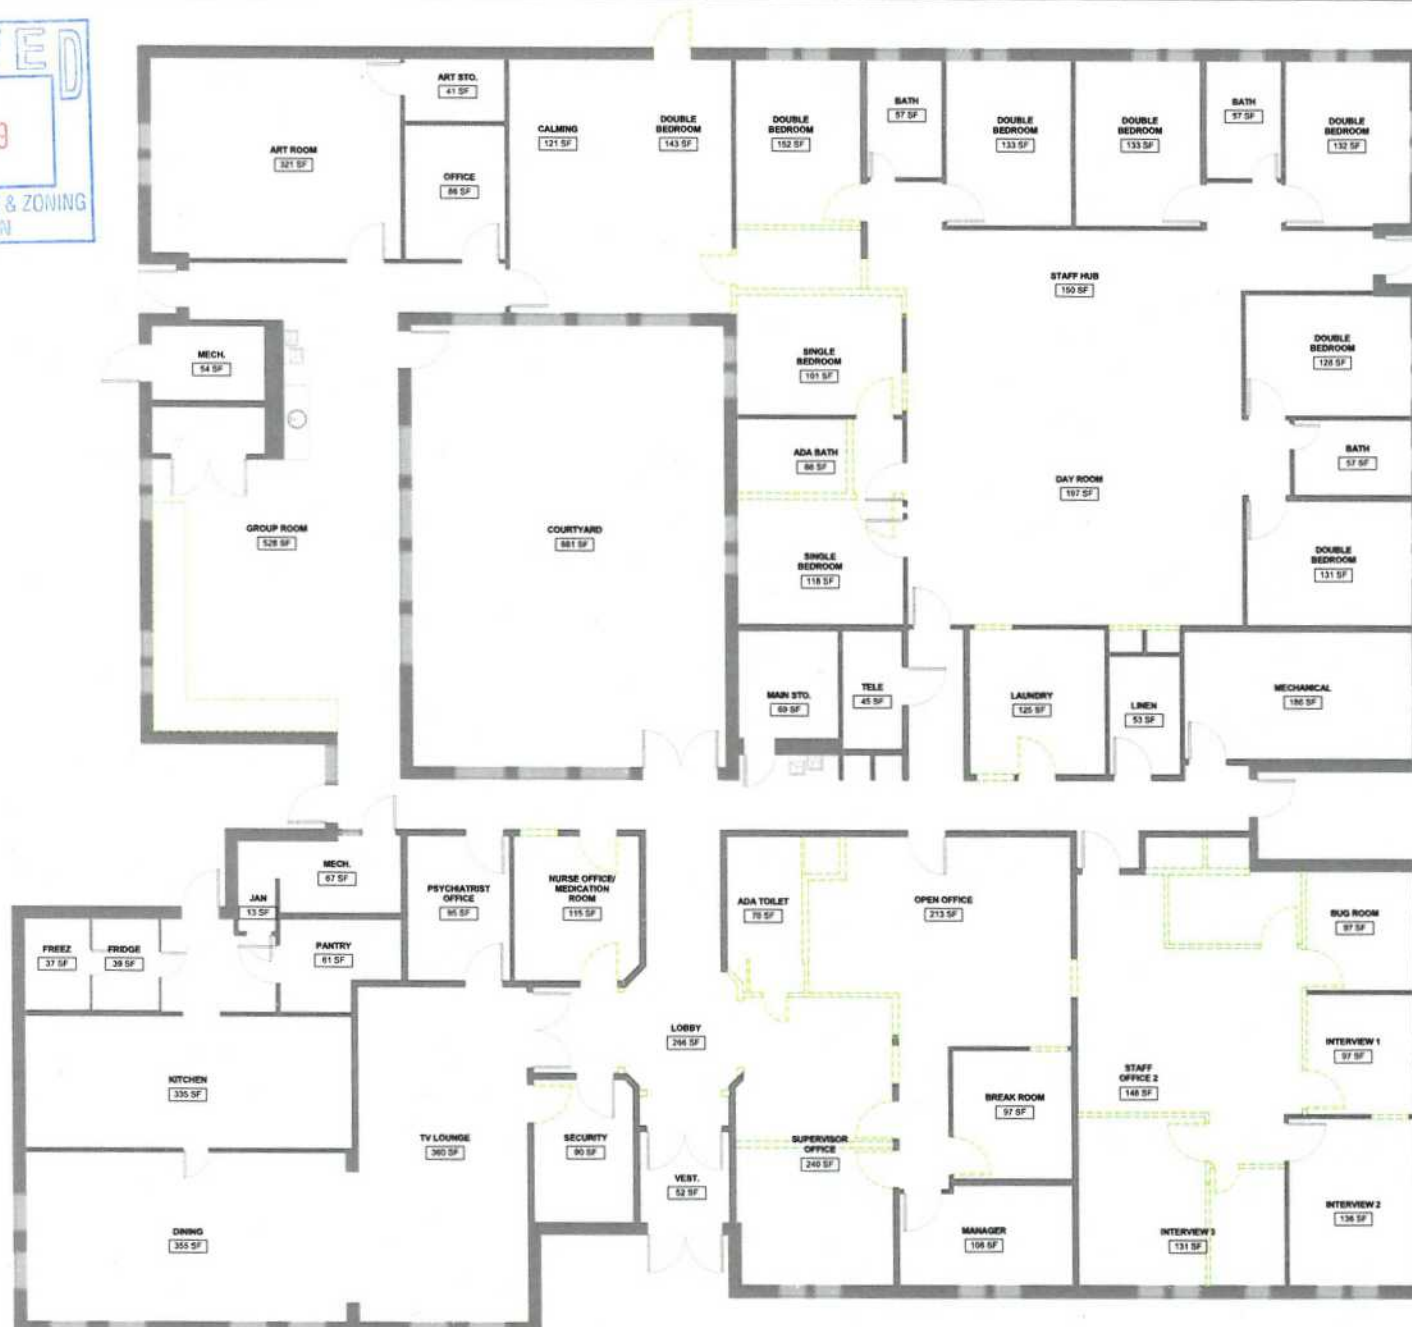 ED
9
& ZONING
N
ART ROOM
321 SF
ART STO.
41 SF
OFFICE
86 SF
CALMING
121 SF
DOUBLE
BEDROOM
143 SF
DOUBLE
BEDROOM
152 SF
BATH
57 SF
DOUBLE
BEDROOM
133 SF
DOUBLE
BEDROOM
133 SF
BATH
57 SF
DOUBLE
BEDROOM
132 SF
STAFF HUB
150 SF
MECH.
54 SF
SINGLE
BEDROOM
101 SF
DOUBLE
BEDROOM
128 SF
ADA BATH
88 SF
BATH
57 SF
DAY ROOM
197 SF
GROUP ROOM
528 SF
COURTYARD
881 SF
SINGLE
BEDROOM
118 SF
DOUBLE
BEDROOM
131 SF
MAIN STO.
69 SF
TELE
45 SF
LAUNDRY
125 SF
LINEN
53 SF
MECHANICAL
186 SF
MECH.
67 SF
JAN
13 SF
PSYCHIATRIST
OFFICE
95 SF
NURSE OFFICE/
MEDICATION
ROOM
115 SF
ADA TOILET
70 SF
OPEN OFFICE
213 SF
BUG ROOM
97 SF
FREEZ
37 SF
FRIDGE
39 SF
PANTRY
61 SF
LOBBY
266 SF
INTERVIEW 1
97 SF
KITCHEN
335 SF
STAFF
OFFICE 2
148 SF
BREAK ROOM
97 SF
TV LOUNGE
360 SF
SECURITY
90 SF
SUPERVISOR
OFFICE
240 SF
VEST.
52 SF
DINING
355 SF
MANAGER
108 SF
INTERVIEW 3
131 SF
INTERVIEW 2
136 SF